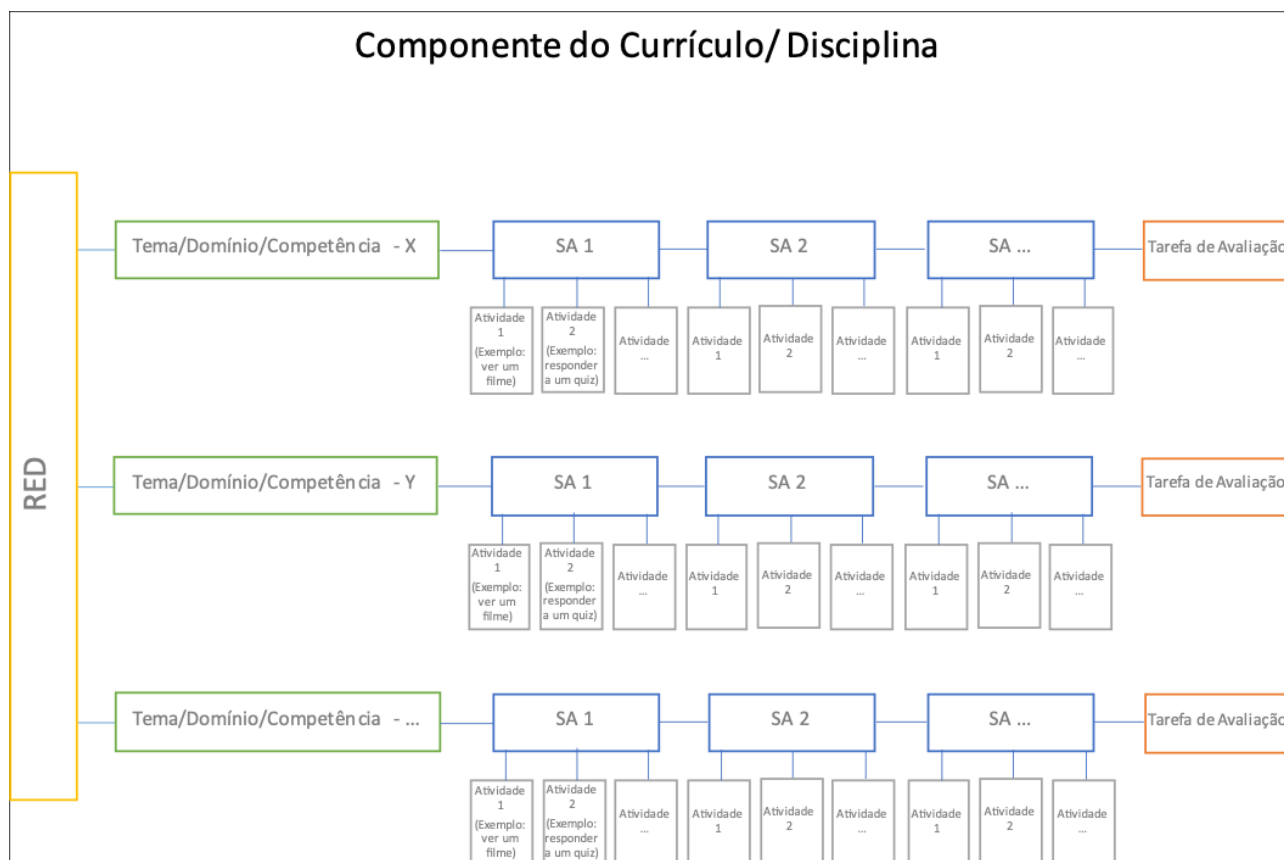 Componente do Currículo/ Disciplina
RED
Tema/Domínio/Competência - X
SA 1
SA 2
SA ...
Tarefa de Avaliação
Atividade
1
(Exemplo:
ver um
filme)
Atividade
2
(Exemplo:
responder
a um quiz)
Atividade
...
Atividade
1
Atividade
2
Atividade
...
Atividade
1
Atividade
2
Atividade
...
Tema/Domínio/Competência - Y
SA 1
SA 2
SA ...
Tarefa de Avaliação
Atividade
1
(Exemplo:
ver um
filme)
Atividade
2
(Exemplo:
responder
a um quiz)
Atividade
...
Atividade
1
Atividade
2
Atividade
...
Atividade
1
Atividade
2
Atividade
...
Tema/Domínio/Competência - ...
SA 1
SA 2
SA ...
Tarefa de Avaliação
Atividade
1
(Exemplo:
ver um
filme)
Atividade
2
(Exemplo:
responder
a um quiz)
Atividade
...
Atividade
1
Atividade
2
Atividade
...
Atividade
1
Atividade
2
Atividade
...